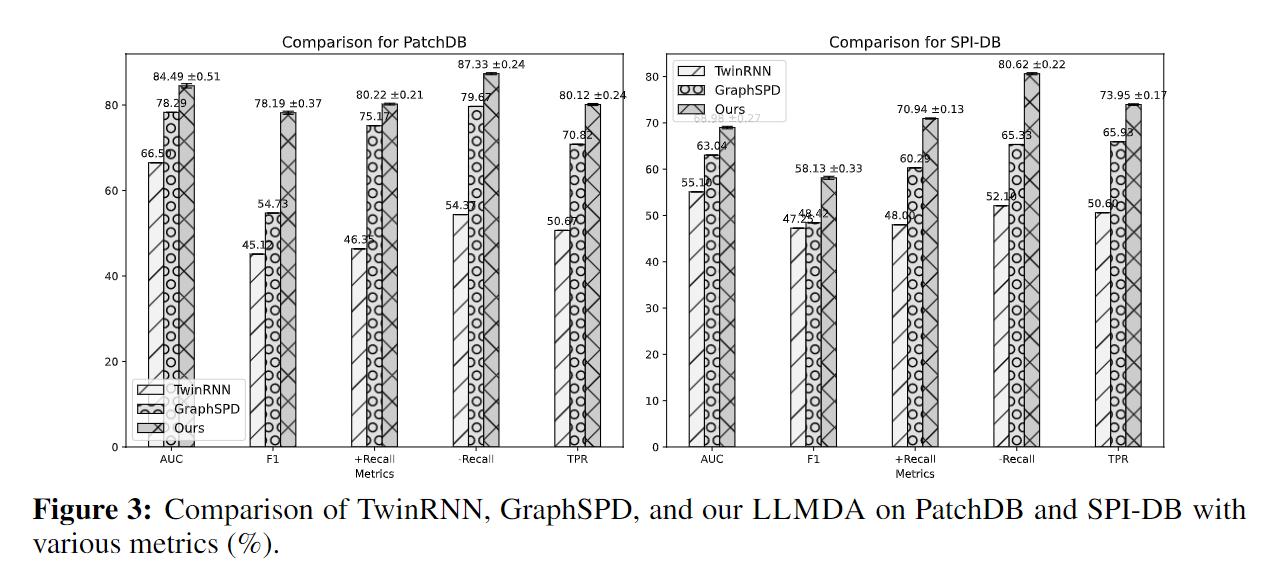 Comparison for PatchDB
84.49 ±0.51
78.29
66.50
78.19 ±0.37
54.73
45.12
80.22 ±0.21
75.17
46.35
87.33 ±0.24
79.67
54.37
80.12 ±0.24
70.82
50.67
80
60
40
20
0
TwinRNN
GraphSPD
Ours
AUC
F1
+Recall
-Recall
TPR
Metrics
Comparison for SPI-DB
TwinRNN
GraphSPD
Ours
68.98 ±0.27
63.04
55.10
58.13 ±0.33
48.42
47.25
70.94 ±0.13
60.29
48.00
80.62 ±0.22
65.33
52.10
73.95 ±0.17
65.93
50.60
80
70
60
50
40
30
20
10
0
AUC
F1
+Recall
-Recall
TPR
Metrics
Figure 3: Comparison of TwinRNN, GraphSPD, and our LLMDA on PatchDB and SPI-DB with
various metrics (%).